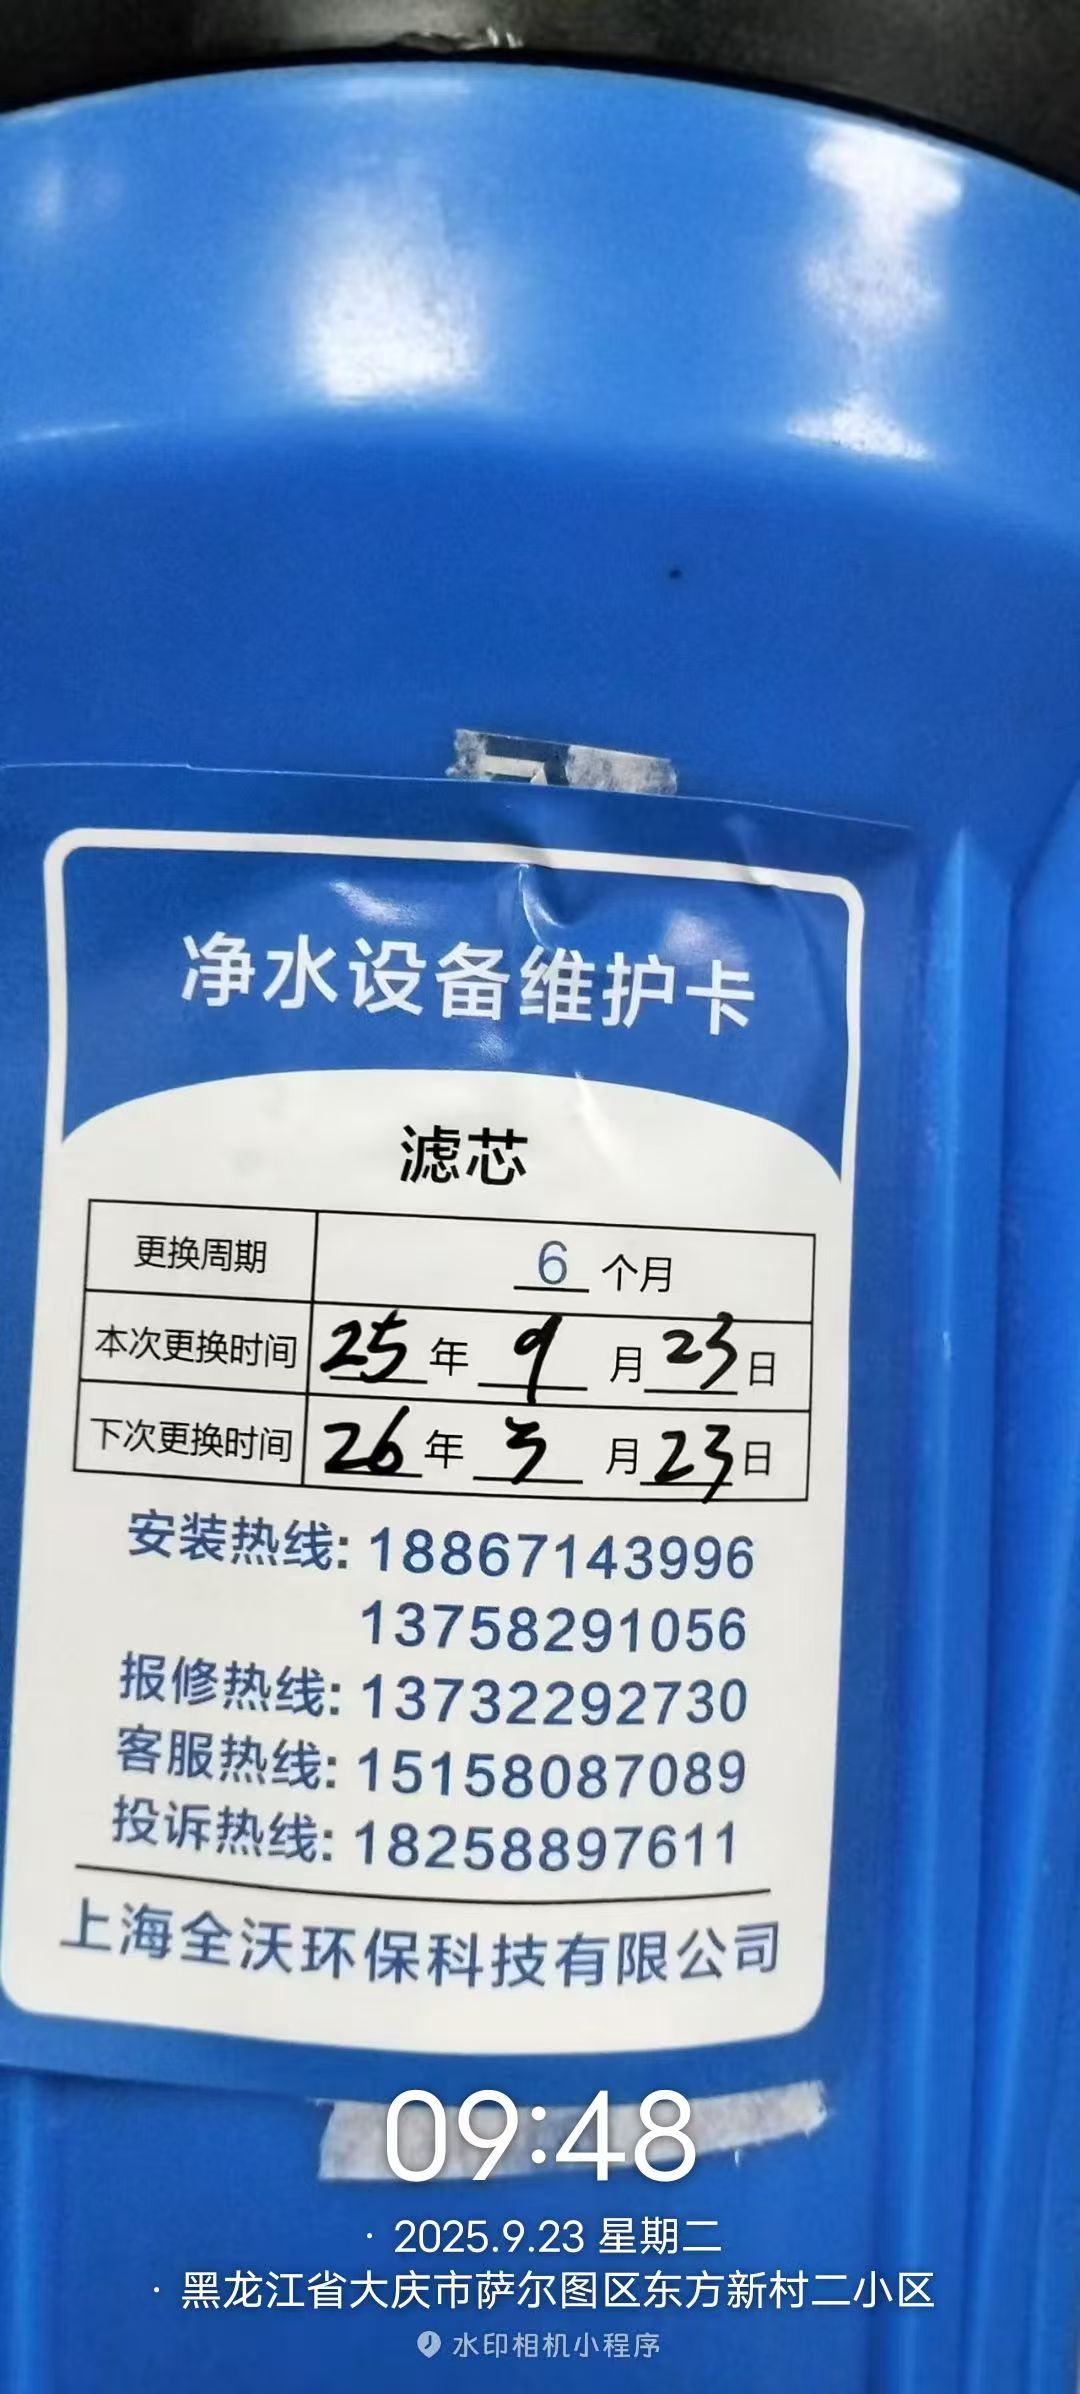 净水设备维护卡
滤芯
更换周期 6 个月
本次更换时间 25 年 9 月 23 日
下次更换时间 26 年 3 月 23 日
安装热线: 18867143996
13758291056
报修热线: 13732292730
客服热线: 15158087089
投诉热线: 18258897611
上海全沃环保科技有限公司
09:48
· 2025.9.23 星期二
· 黑龙江省大庆市萨尔图区东方新村二小区
水印相机小程序